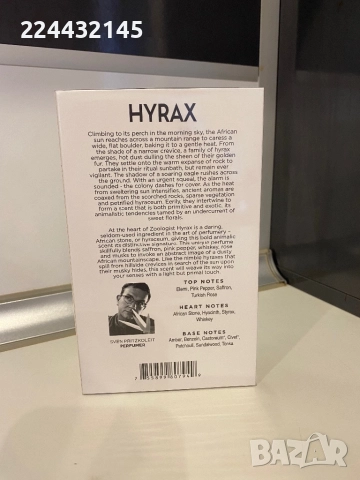 224432145
HYRAX
Climbing to its perch in the morning sky, the African
sun reaches across a mountain range to caress a
wide, flat boulder, baking it to a gentle heat. From
the shade of a narrow crevice, a family of hyrax
emerges, hot dust dulling the sheen of their golden
fur. They settle onto the warm expanse of rock to
partake in their ritual sunbath, but remain ever
vigilant. The shadow of a soaring eagle rushes across
the ground. With an urgent squeal, the alarm is
sounded - the colony dashes for cover. As the heat
from sweltering sun intensifies, ancient aromas are
coaxed from the scorched rocks, sparse vegetation
and petrified hyraceum. Eerily, they intertwine to
form a scent that is both primitive and exotic, its
animalistic tendencies tamed by an undercurrent of
sweet florals.
At the heart of Zoologist Hyrax is a daring,
seldom-used ingredient in the art of perfumery –
African stone, or hyraceum, giving this bold animalic
scent its distinctive signature. This unique perfume
skillfully blends saffron, pink pepper, whiskey, rose
and musks to invoke an abstract image of a dusty
African mountainscape. Like the nimble hyraxes that
spill from hillside crevices in search of the sun upon
their musky hides, this scent will weave its way into
your senses with a light but primal touch.
TOP NOTES
Elemi, Pink Pepper, Saffron,
Turkish Rose
HEART NOTES
African Stone, Hyacinth, Styrax,
Whiskey
BASE NOTES
Amber, Benzoin, Castoreum*, Civet*,
Patchouli, Sandalwood, Tonka
SVEN PRITZKOLEIT
PERFUMER
BAZAR